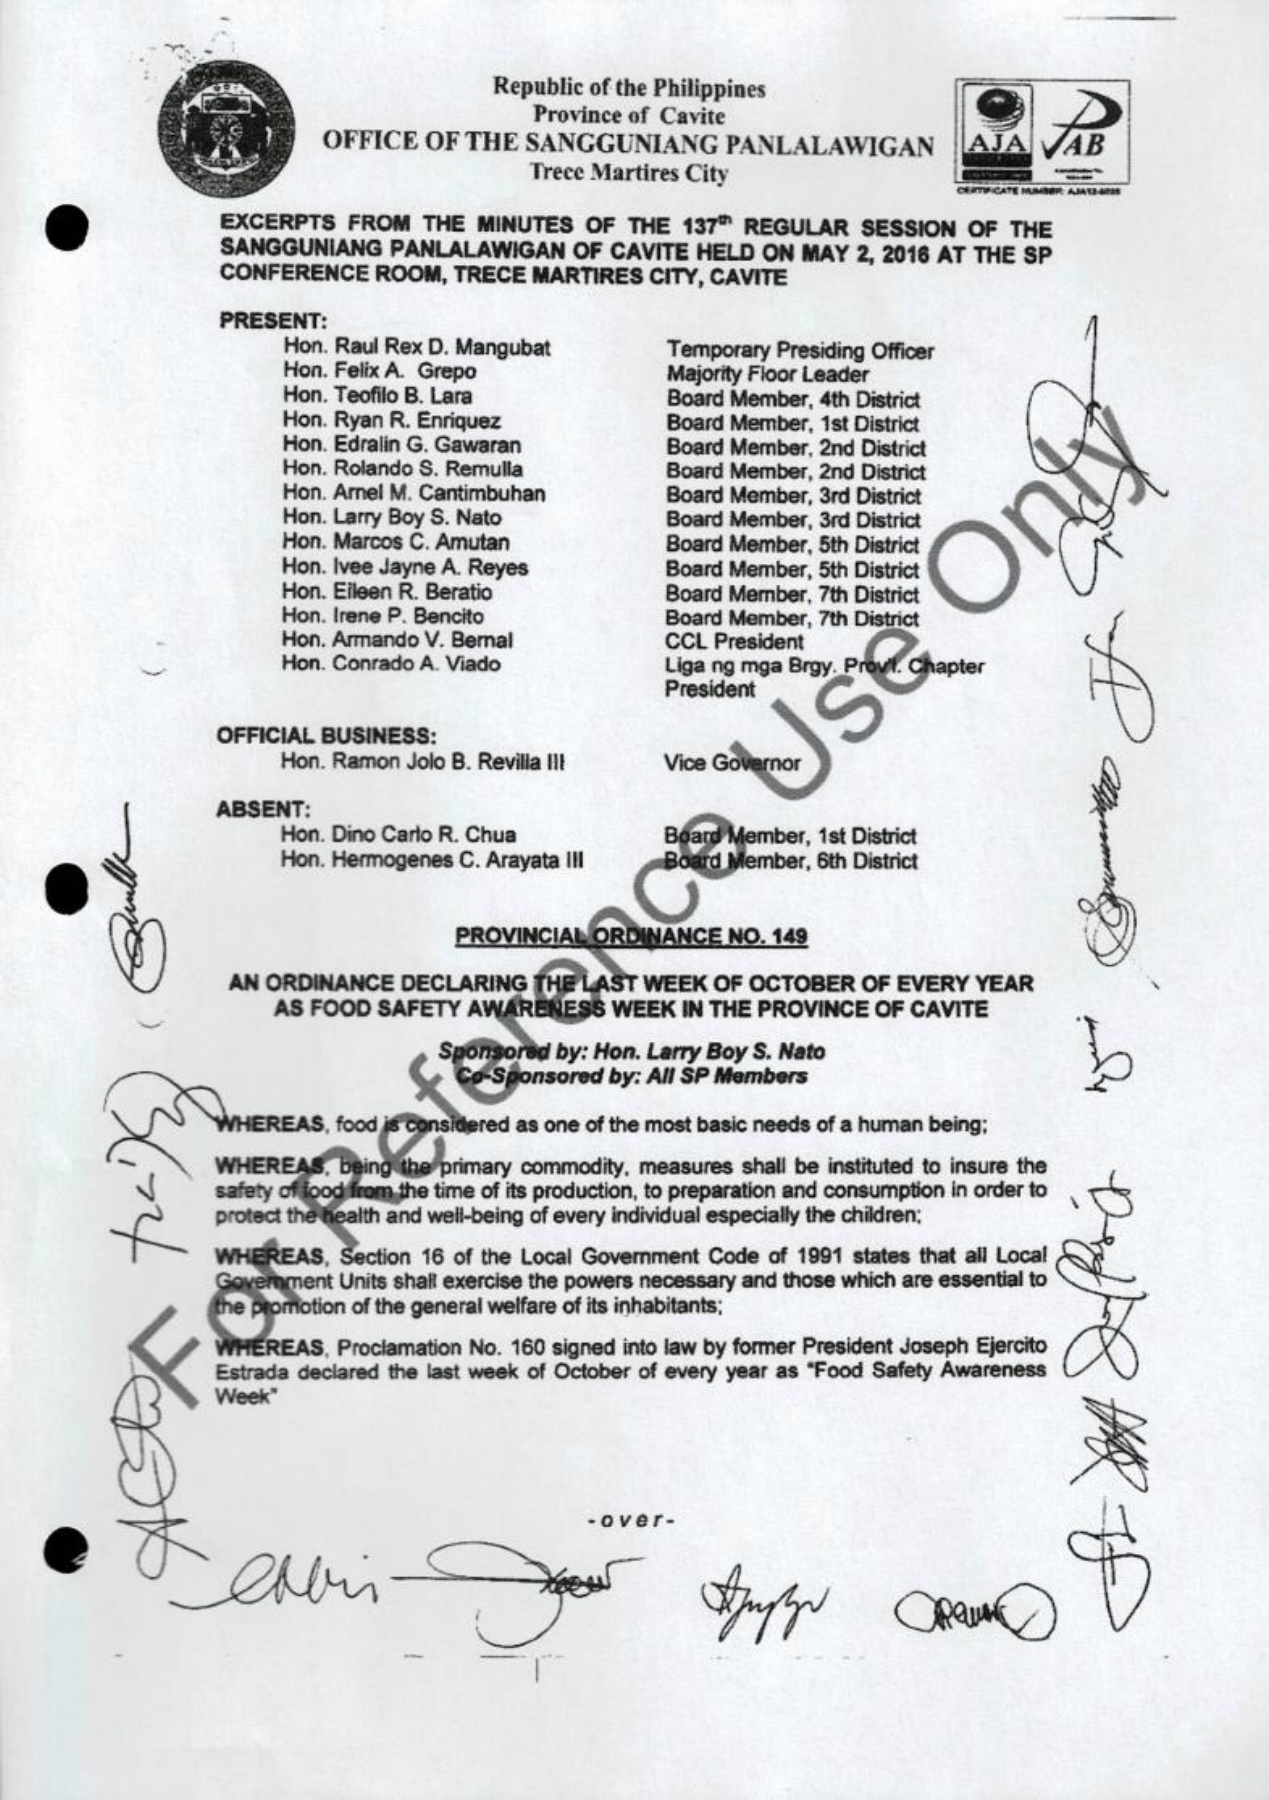 Republic of the Philippines
Province of Cavite
OFFICE OF THE SANGGUNIANG PANLALAWIGAN
Trece Martires City
AJA
PAB
CERTIFICATE NUMBER: AJA12-0035
EXCERPTS FROM THE MINUTES OF THE 137th REGULAR SESSION OF THE
SANGGUNIANG PANLALAWIGAN OF CAVITE HELD ON MAY 2, 2016 AT THE SP
CONFERENCE ROOM, TRECE MARTIRES CITY, CAVITE
PRESENT:
Hon. Raul Rex D. Mangubat Temporary Presiding Officer
Hon. Felix A. Grepo Majority Floor Leader
Hon. Teofilo B. Lara Board Member, 4th District
Hon. Ryan R. Enriquez Board Member, 1st District
Hon. Edralin G. Gawaran Board Member, 2nd District
Hon. Rolando S. Remulla Board Member, 2nd District
Hon. Arnel M. Cantimbuhan Board Member, 3rd District
Hon. Larry Boy S. Nato Board Member, 3rd District
Hon. Marcos C. Amutan Board Member, 5th District
Hon. Ivee Jayne A. Reyes Board Member, 5th District
Hon. Eileen R. Beratio Board Member, 7th District
Hon. Irene P. Bencito Board Member, 7th District
Hon. Armando V. Bernal CCL President
Hon. Conrado A. Viado Liga ng mga Brgy. Prov'l. Chapter
President
OFFICIAL BUSINESS:
Hon. Ramon Jolo B. Revilla III Vice Governor
ABSENT:
Hon. Dino Carlo R. Chua Board Member, 1st District
Hon. Hermogenes C. Arayata III Board Member, 6th District
PROVINCIAL ORDINANCE NO. 149
AN ORDINANCE DECLARING THE LAST WEEK OF OCTOBER OF EVERY YEAR
AS FOOD SAFETY AWARENESS WEEK IN THE PROVINCE OF CAVITE
Sponsored by: Hon. Larry Boy S. Nato
Co-Sponsored by: All SP Members
WHEREAS, food is considered as one of the most basic needs of a human being;
WHEREAS, being the primary commodity, measures shall be instituted to insure the
safety of food from the time of its production, to preparation and consumption in order to
protect the health and well-being of every individual especially the children;
WHEREAS, Section 16 of the Local Government Code of 1991 states that all Local
Government Units shall exercise the powers necessary and those which are essential to
the promotion of the general welfare of its inhabitants;
WHEREAS, Proclamation No. 160 signed into law by former President Joseph Ejercito
Estrada declared the last week of October of every year as "Food Safety Awareness
Week"
-over-
For Reference Use Only